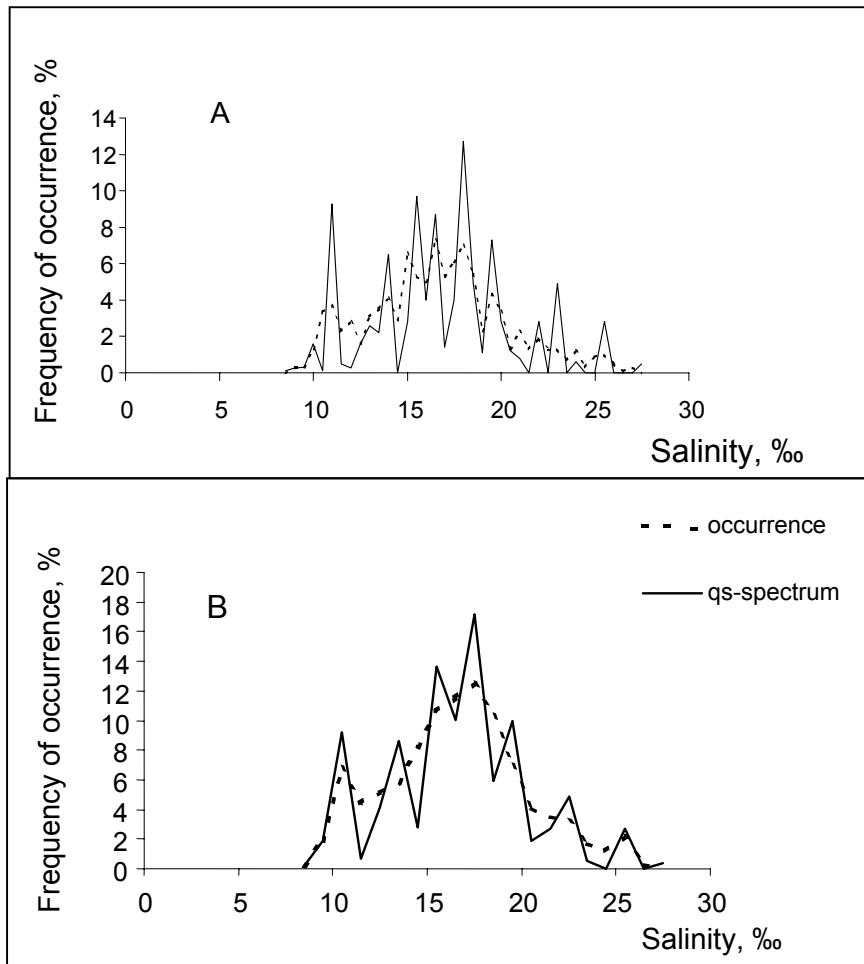 A
Frequency of occurrence, %
14
12
10
8
6
4
2
0
0 5 10 15 20 25 30
Salinity, ‰
occurrence
qs-spectrum
B
Frequency of occurrence, %
20
18
16
14
12
10
8
6
4
2
0
0 5 10 15 20 25 30
Salinity, ‰